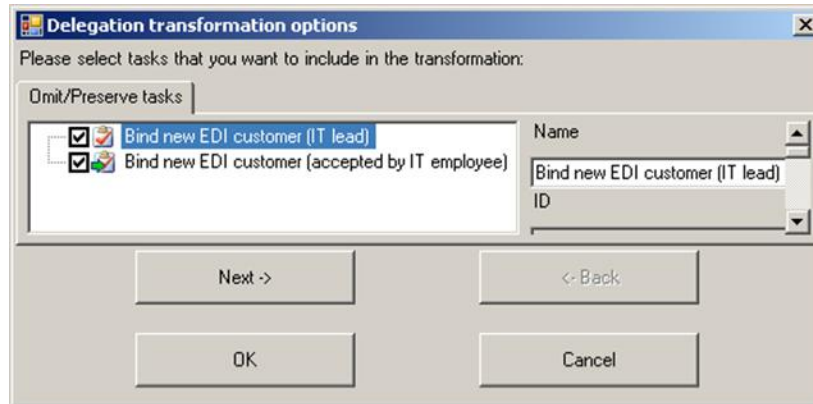 Delegation transformation options
Please select tasks that you want to include in the transformation:
Omit/Preserve tasks
Bind new EDI customer (IT lead)
Bind new EDI customer (accepted by IT employee)
Name
Bind new EDI customer (IT lead)
ID
Next ->
<- Back
OK
Cancel